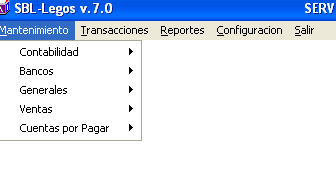 SBL-Legos v.7.0 SERV
Mantenimiento Transacciones Reportes Configuracion Salir
Contabilidad
Bancos
Generales
Ventas
Cuentas por Pagar